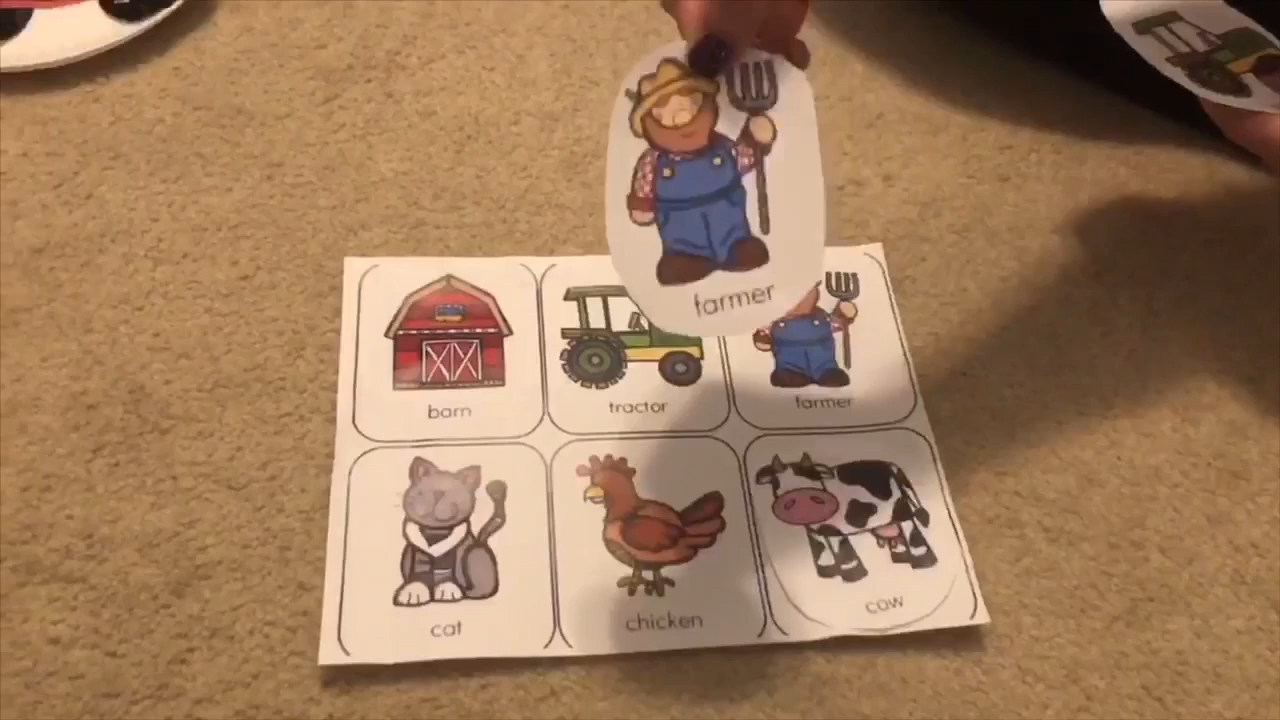 farmer
barn
tractor
farmer
cat
chicken
cow